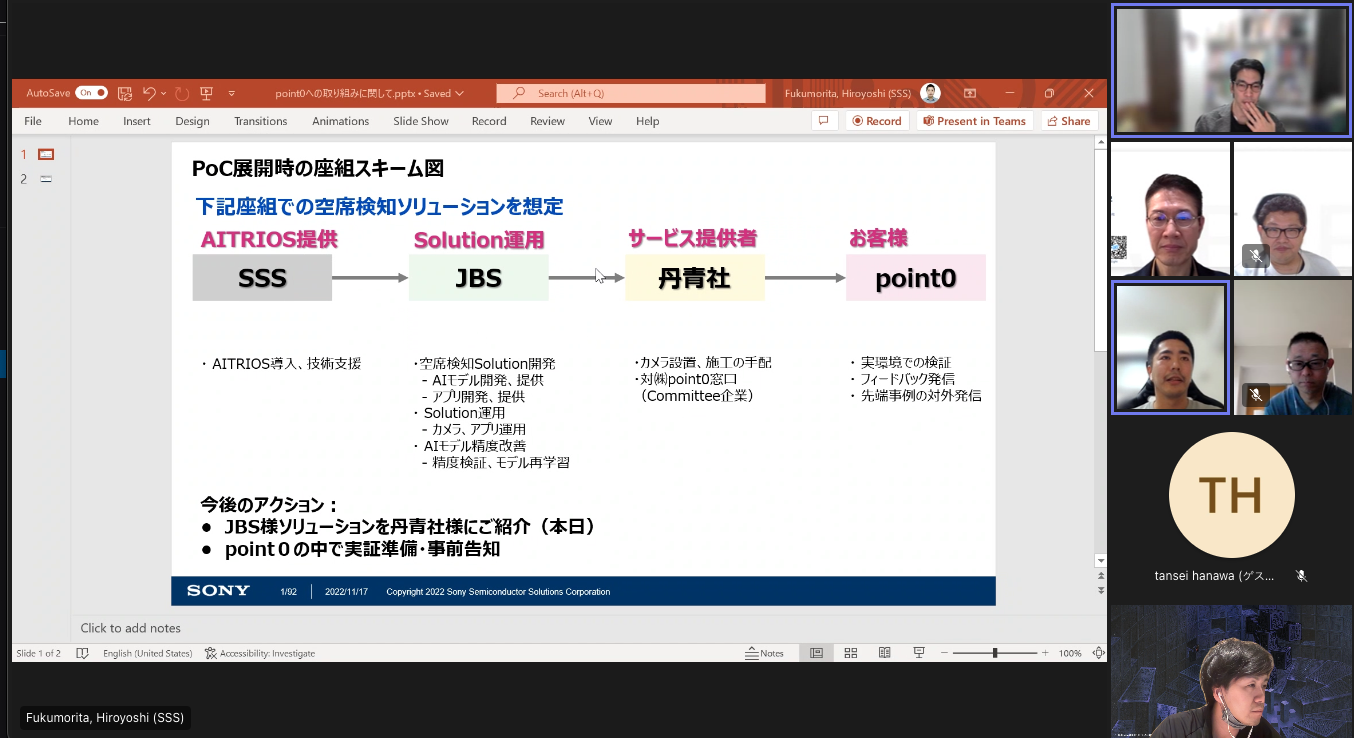 AutoSave On point0への取り組みに関して.pptx • Saved Search (Alt+Q) Fukumorita, Hiroyoshi (SSS)
File Home Insert Design Transitions Animations Slide Show Record Review View Help Record Present in Teams Share
1
2
PoC展開時の座組スキーム図
下記座組での空席検知ソリューションを想定
AITRIOS提供 Solution運用 サービス提供者 お客様
SSS JBS 丹青社 point0
・ AITRIOS導入、技術支援
・空席検知Solution開発
- AIモデル開発、提供
- アプリ開発、提供
・ Solution運用
- カメラ、アプリ運用
・ AIモデル精度改善
- 精度検証、モデル再学習
・カメラ設置、施工の手配
・対㈱point0窓口
（Committee企業）
・ 実環境での検証
・ フィードバック発信
・ 先端事例の対外発信
今後のアクション：
● JBS様ソリューションを丹青社様にご紹介（本日）
● point０の中で実証準備・事前告知
SONY 1/92 2022/11/17 Copyright 2022 Sony Semiconductor Solutions Corporation
Click to add notes
Slide 1 of 2 English (United States) Accessibility: Investigate Notes 100%
Fukumorita, Hiroyoshi (SSS)
TH
tansei hanawa (ゲス...